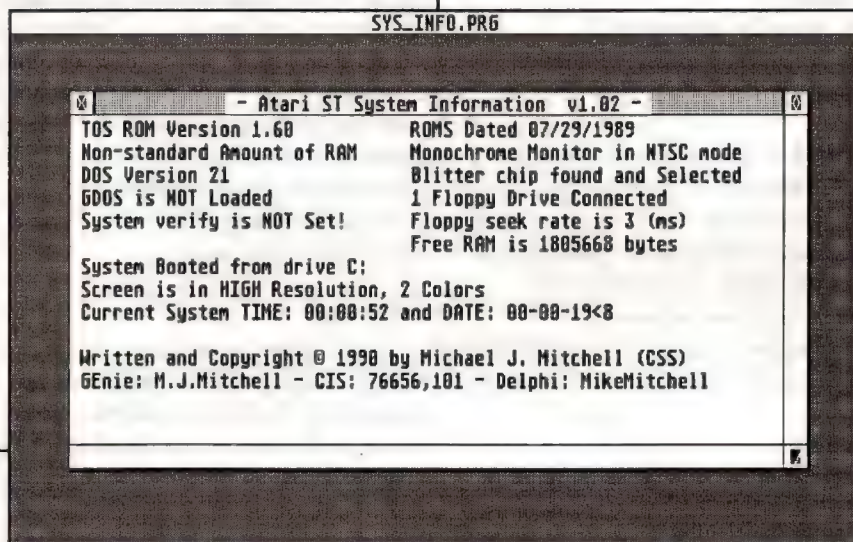 SYS_INFO.PRG
- Atari ST System Information v1.02 -
TOS ROM Version 1.60 ROMS Dated 07/29/1989
Non-standard Amount of RAM Monochrome Monitor in NTSC mode
DOS Version 21 Blitter chip found and Selected
GDOS is NOT Loaded 1 Floppy Drive Connected
System verify is NOT Set! Floppy seek rate is 3 (ms)
Free RAM is 1805668 bytes
System Booted from drive C:
Screen is in HIGH Resolution, 2 Colors
Current System TIME: 00:08:52 and DATE: 00-00-19<8
Written and Copyright © 1990 by Michael J. Mitchell (CSS)
GEnie: M.J.Mitchell - CIS: 76656,101 - Delphi: MikeMitchell